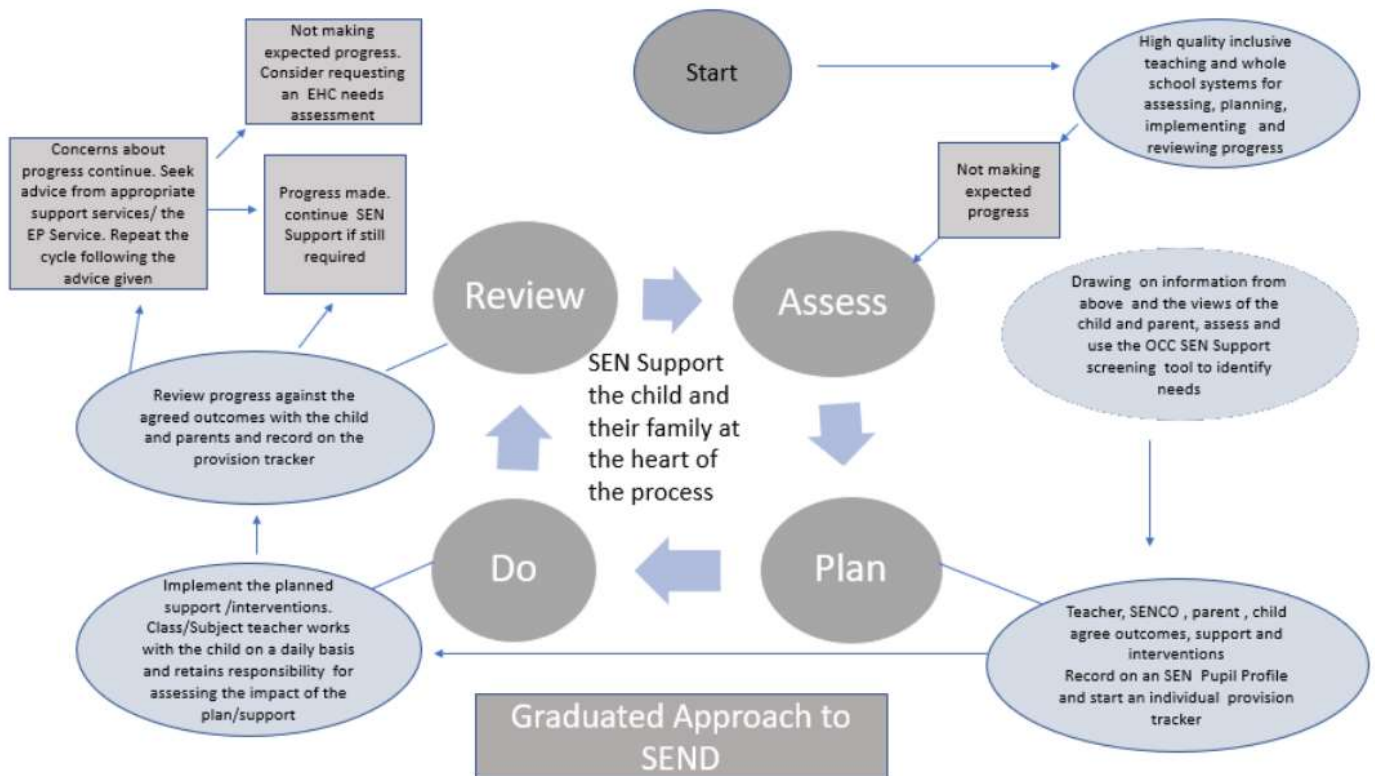 Start
High quality inclusive
teaching and whole
school systems for
assessing, planning,
implementing and
reviewing progress
Not making
expected
progress
Assess
Drawing on information from
above and the views of the
child and parent, assess and
use the OCC SEN Support
screening tool to identify
needs
Plan
Teacher, SENCO , parent , child
agree outcomes, support and
interventions
Record on an SEN Pupil Profile
and start an individual provision
tracker
Do
Implement the planned
support /interventions.
Class/Subject teacher works
with the child on a daily basis
and retains responsibility for
assessing the impact of the
plan/support
Review
Review progress against the
agreed outcomes with the child
and parents and record on the
provision tracker
Concerns about
progress continue. Seek
advice from appropriate
support services/ the
EP Service. Repeat the
cycle following the
advice given
Not making
expected progress.
Consider requesting
an EHC needs
assessment
Progress made.
continue SEN
Support if still
required
SEN Support
the child and
their family at
the heart of
the process
Graduated Approach to
SEND